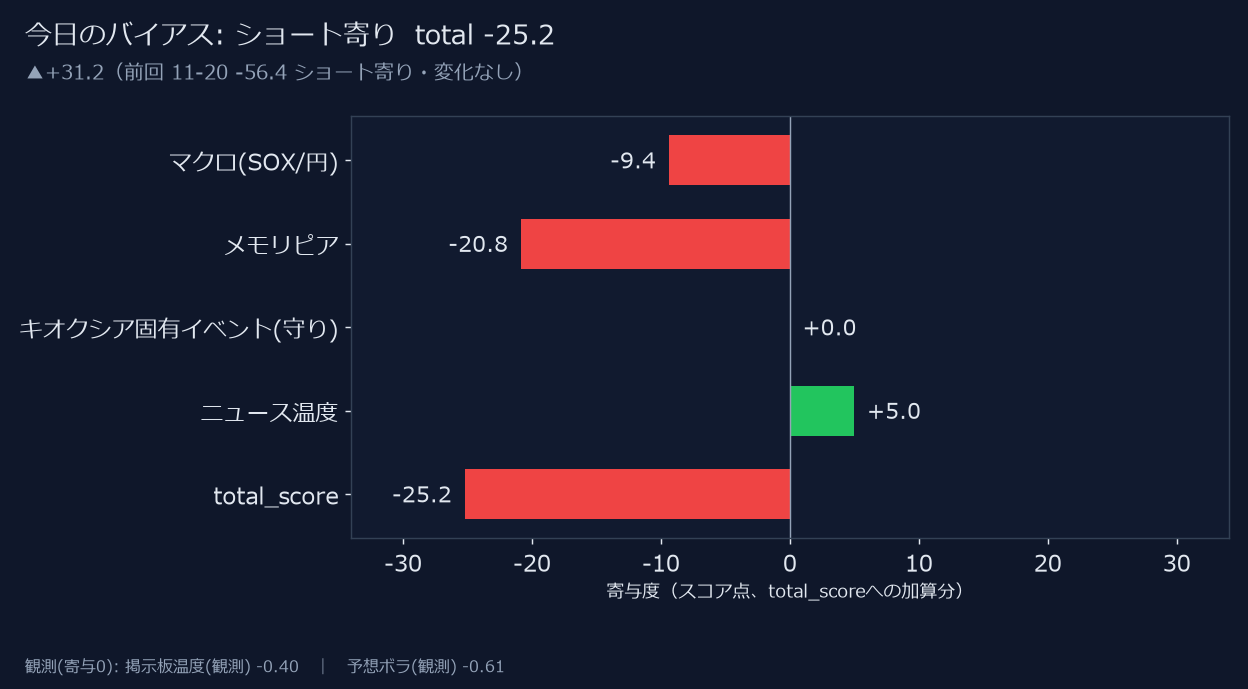 今日のバイアス: ショート寄り total -25.2
▲+31.2（前回 11-20 -56.4 ショート寄り・変化なし）
マクロ(SOX/円)
-9.4
メモリピア
-20.8
キオクシア固有イベント(守り)
+0.0
ニュース温度
+5.0
total_score
-25.2
-30 -20 -10 0 10 20 30
寄与度（スコア点、total_scoreへの加算分）
観測(寄与0): 掲示板温度(観測) -0.40 ｜ 予想ボラ(観測) -0.61